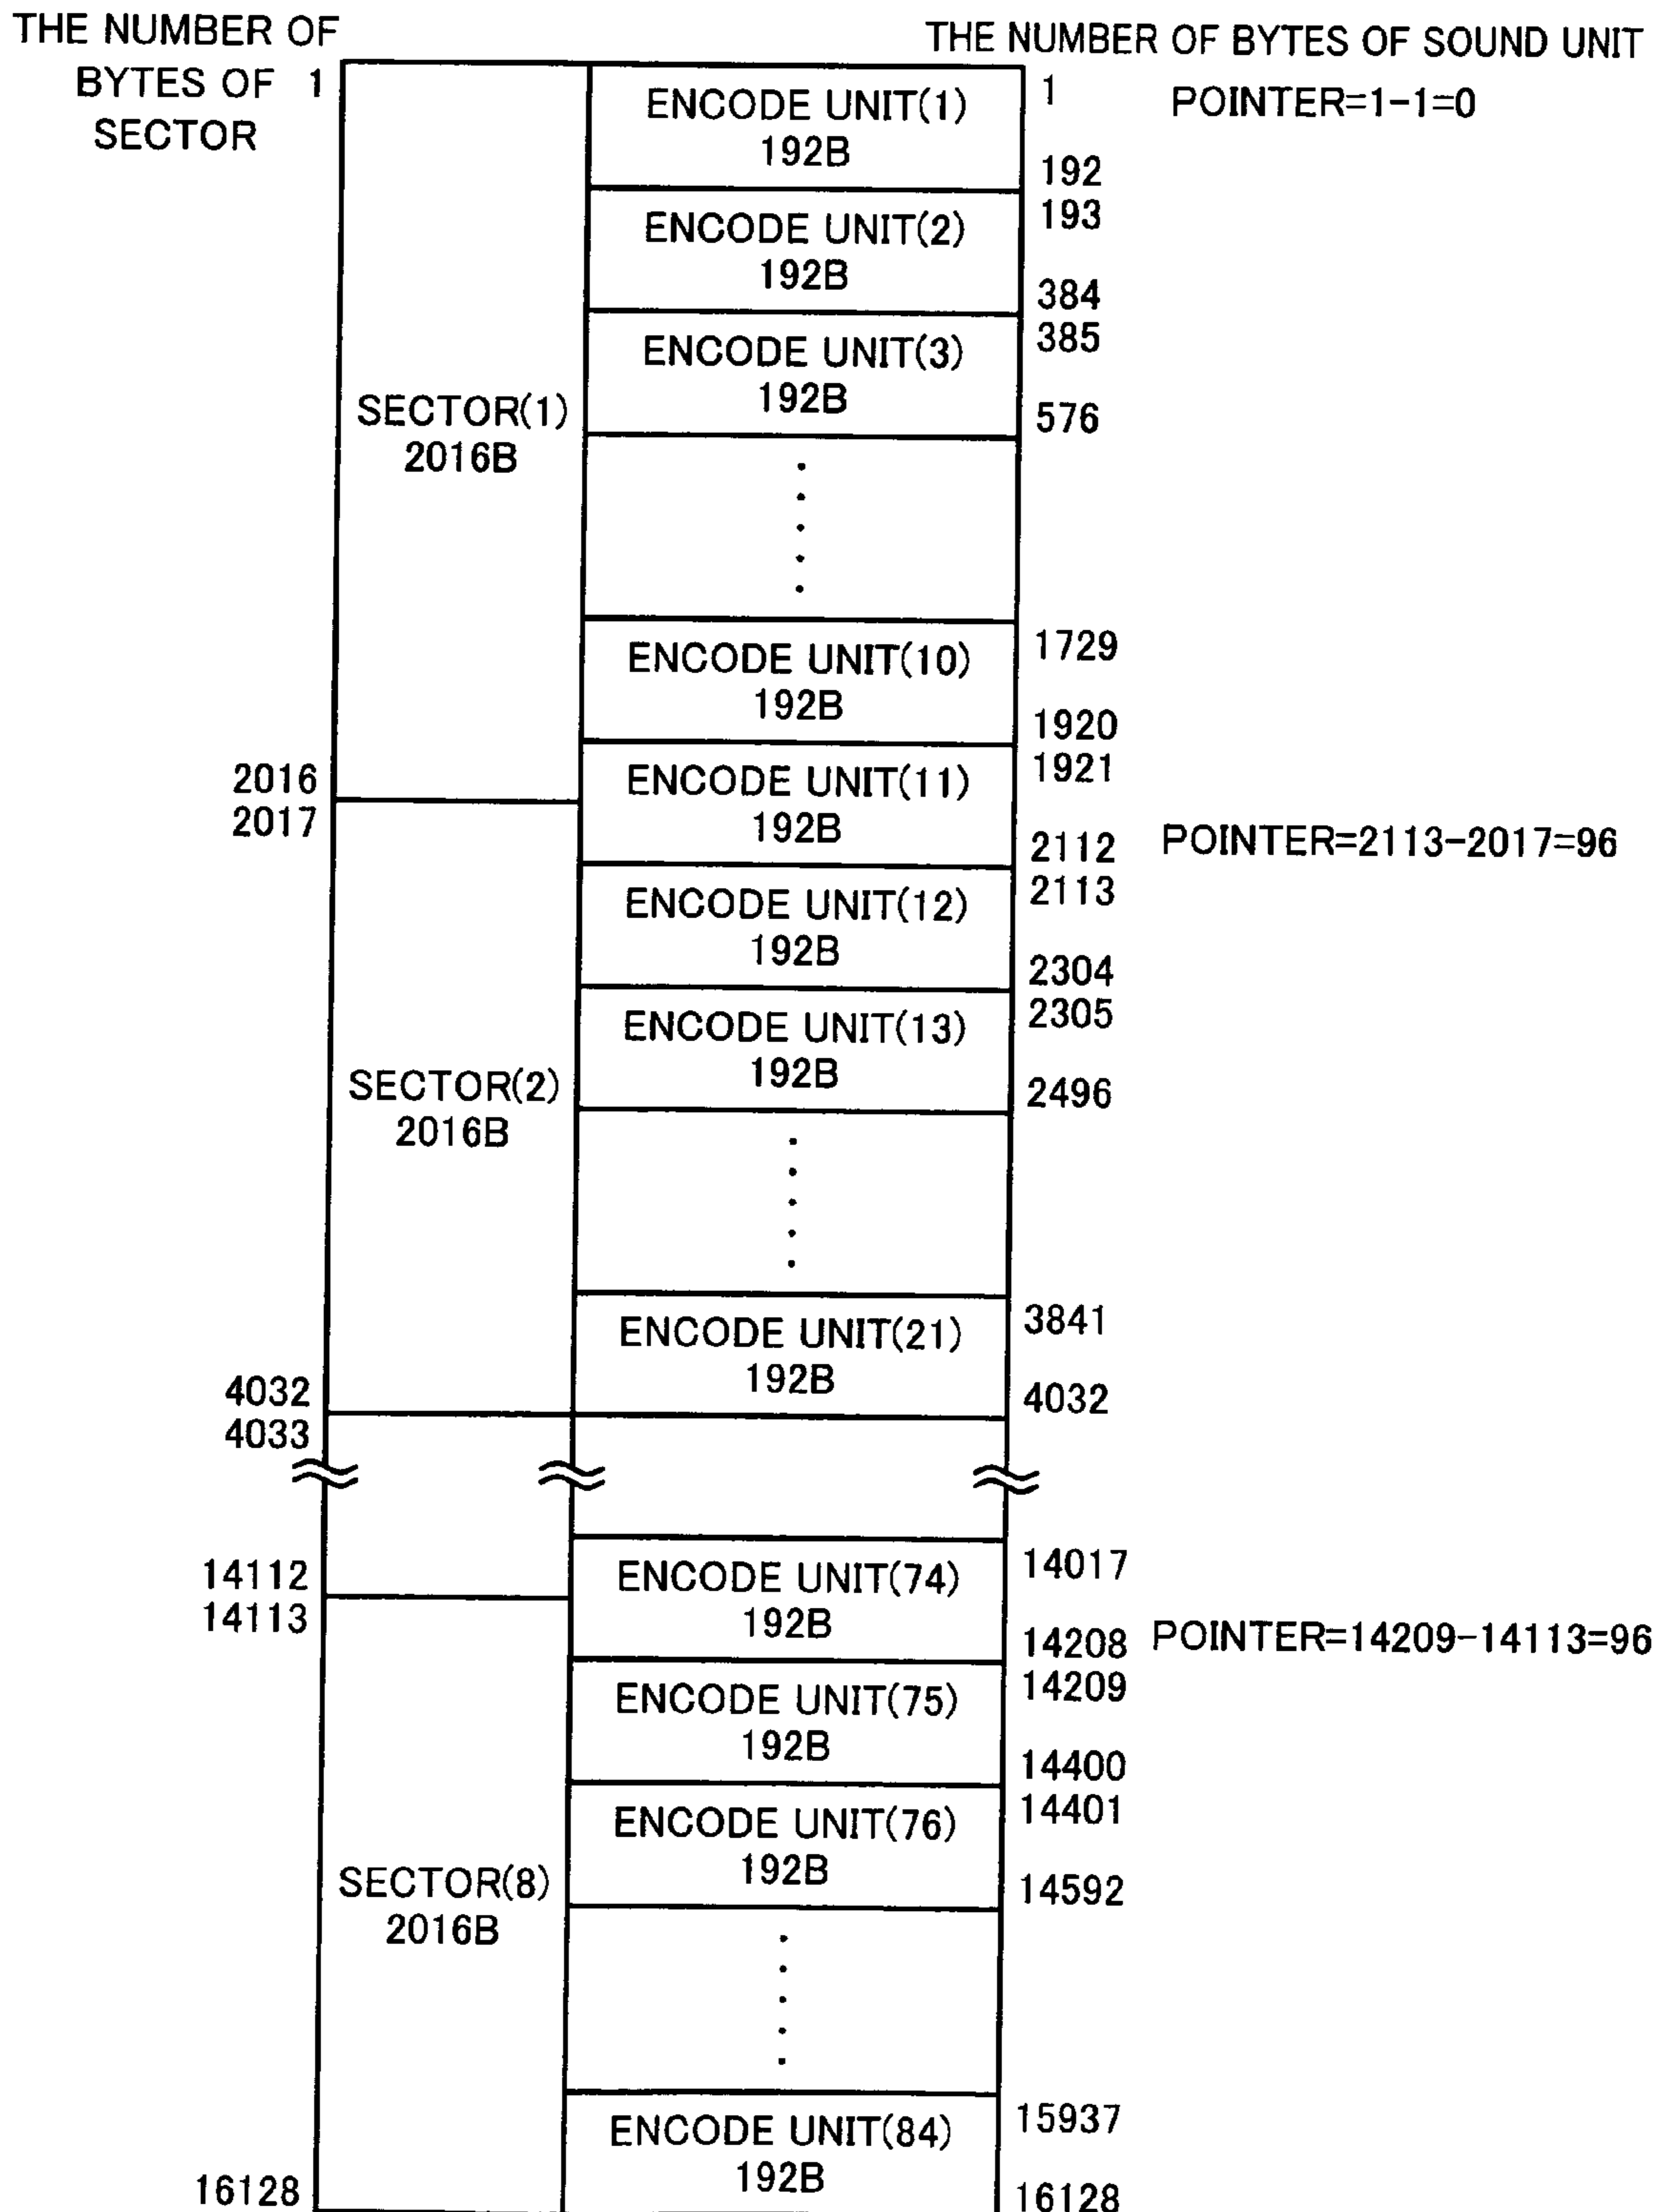 THE NUMBER OF
BYTES OF 1
SECTOR
THE NUMBER OF BYTES OF SOUND UNIT
ENCODE UNIT(1)
192B
1
POINTER=1-1=0
192
ENCODE UNIT(2)
192B
193
384
ENCODE UNIT(3)
192B
385
576
SECTOR(1)
2016B
ENCODE UNIT(10)
192B
1729
1920
2016
2017
ENCODE UNIT(11)
192B
1921
2112
POINTER=2113-2017=96
ENCODE UNIT(12)
192B
2113
2304
ENCODE UNIT(13)
192B
2305
2496
SECTOR(2)
2016B
ENCODE UNIT(21)
192B
3841
4032
4032
4033
14112
14113
ENCODE UNIT(74)
192B
14017
14208
POINTER=14209-14113=96
ENCODE UNIT(75)
192B
14209
14400
ENCODE UNIT(76)
192B
14401
14592
SECTOR(8)
2016B
ENCODE UNIT(84)
192B
15937
16128
16128